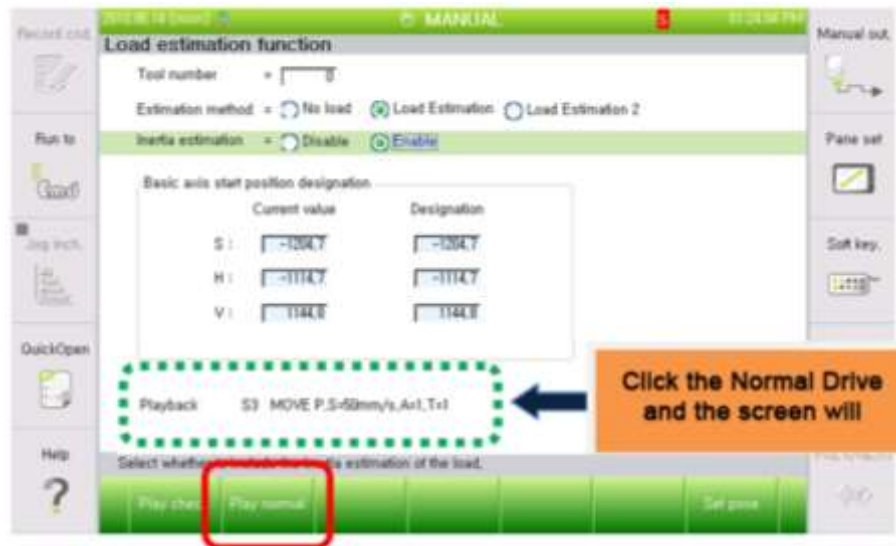 MANUAL
S
Record cnd.
Manual out.
Load estimation function
Tool number = 0
Estimation method = No load Load Estimation Load Estimation 2
Run to
Inertia estimation = Disable Enable
Pane set
Basic axis start position designation
Current value Designation
Jog inch.
S : -1204,7 -1204,7
Soft key.
H : -1114,7 -1114,7
V : 1144,8 1144,8
QuickOpen
Click the Normal Drive
and the screen will
Playback S3 MOVE P,S=50mm/s,A=1,T=1
Help
Select whether estimation of the load.
Play check Play normal Set pose